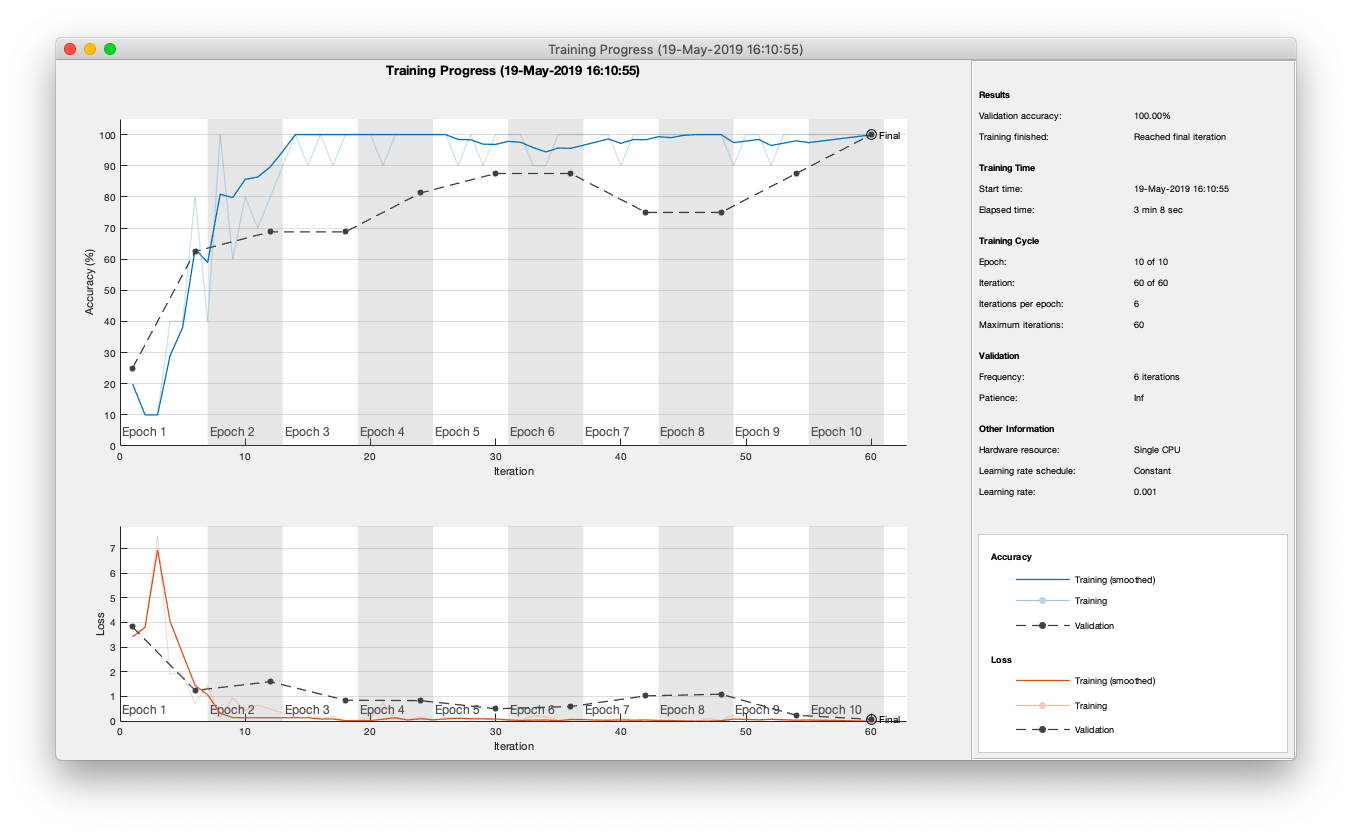 Training Progress (19-May-2019 16:10:55)
Training Progress (19-May-2019 16:10:55)
100
90
80
70
60
50
40
30
20
10
0
Accuracy (%)
Final
Epoch 1 Epoch 2 Epoch 3 Epoch 4 Epoch 5 Epoch 6 Epoch 7 Epoch 8 Epoch 9 Epoch 10
0 10 20 30 40 50 60
Iteration
7
6
5
4
3
2
1
0
Loss
Epoch 1 Epoch 2 Epoch 3 Epoch 4 Epoch 5 Epoch 6 Epoch 7 Epoch 8 Epoch 9 Epoch 10
Final
0 10 20 30 40 50 60
Iteration
Results
Validation accuracy: 100.00%
Training finished: Reached final iteration
Training Time
Start time: 19-May-2019 16:10:55
Elapsed time: 3 min 8 sec
Training Cycle
Epoch: 10 of 10
Iteration: 60 of 60
Iterations per epoch: 6
Maximum iterations: 60
Validation
Frequency: 6 iterations
Patience: Inf
Other Information
Hardware resource: Single CPU
Learning rate schedule: Constant
Learning rate: 0.001
Accuracy
Training (smoothed)
Training
Validation
Loss
Training (smoothed)
Training
Validation